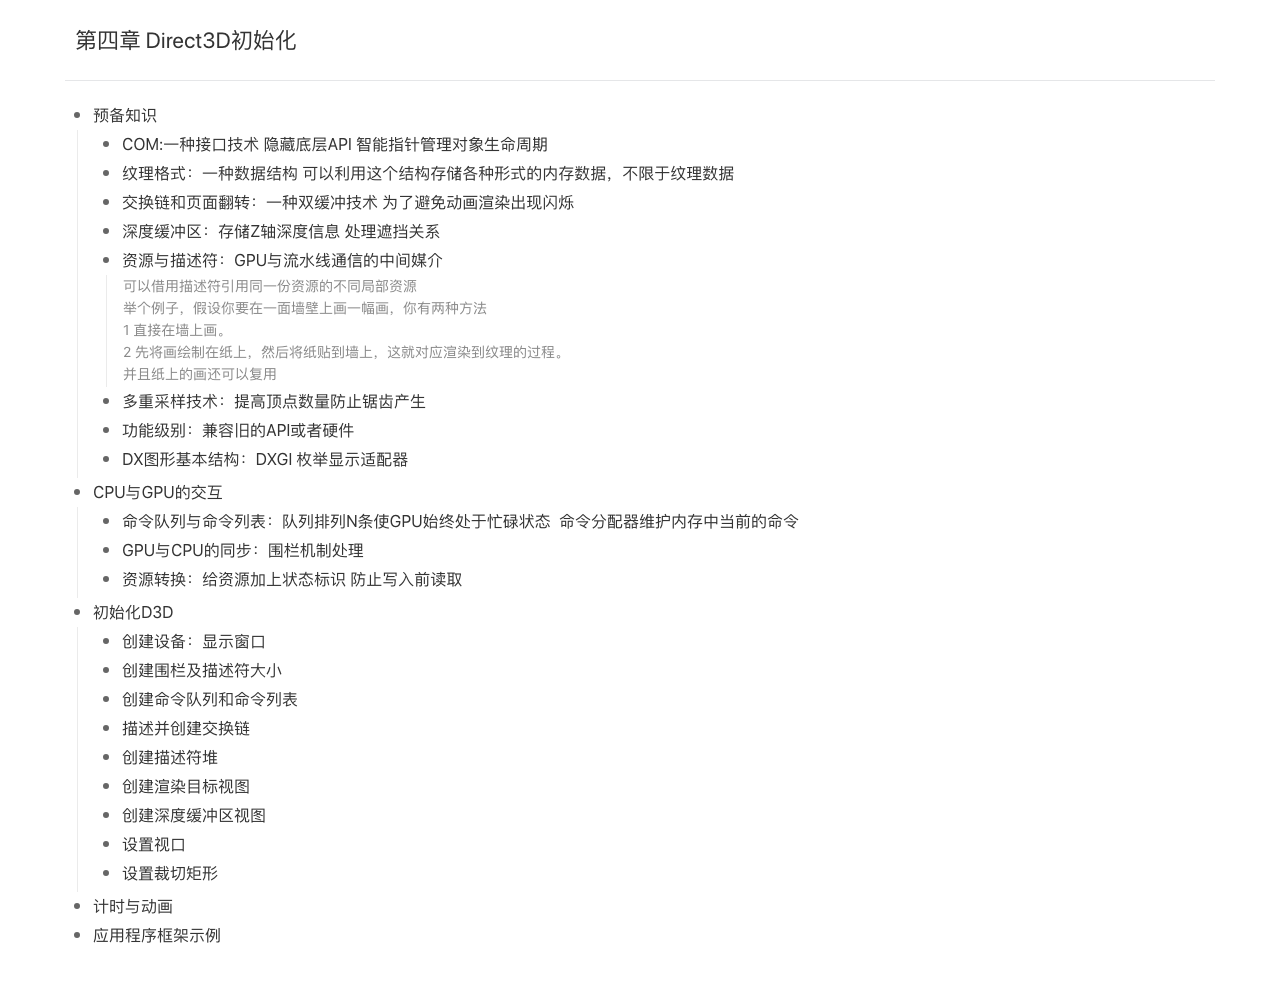 第四章 Direct3D初始化
预备知识
COM:一种接口技术 隐藏底层API 智能指针管理对象生命周期
纹理格式：一种数据结构 可以利用这个结构存储各种形式的内存数据，不限于纹理数据
交换链和页面翻转：一种双缓冲技术 为了避免动画渲染出现闪烁
深度缓冲区：存储Z轴深度信息 处理遮挡关系
资源与描述符：GPU与流水线通信的中间媒介
可以借用描述符引用同一份资源的不同局部资源
举个例子，假设你要在一面墙壁上画一幅画，你有两种方法
1 直接在墙上画。
2 先将画绘制在纸上，然后将纸贴到墙上，这就对应渲染到纹理的过程。
并且纸上的画还可以复用
多重采样技术：提高顶点数量防止锯齿产生
功能级别：兼容旧的API或者硬件
DX图形基本结构：DXGI 枚举显示适配器
CPU与GPU的交互
命令队列与命令列表：队列排列N条使GPU始终处于忙碌状态  命令分配器维护内存中当前的命令
GPU与CPU的同步：围栏机制处理
资源转换：给资源加上状态标识 防止写入前读取
初始化D3D
创建设备：显示窗口
创建围栏及描述符大小
创建命令队列和命令列表
描述并创建交换链
创建描述符堆
创建渲染目标视图
创建深度缓冲区视图
设置视口
设置裁切矩形
计时与动画
应用程序框架示例